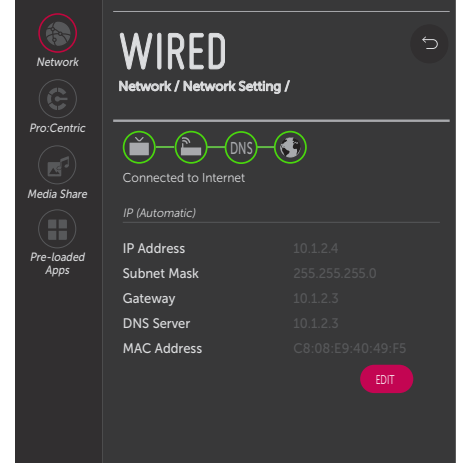 Network
Pro:Centric
Media Share
Pre-loaded
Apps
WIRED
Network / Network Setting /
DNS
Connected to Internet
IP (Automatic)
IP Address 10.1.2.4
Subnet Mask 255.255.255.0
Gateway 10.1.2.3
DNS Server 10.1.2.3
MAC Address C8:08:E9:40:49:F5
EDIT